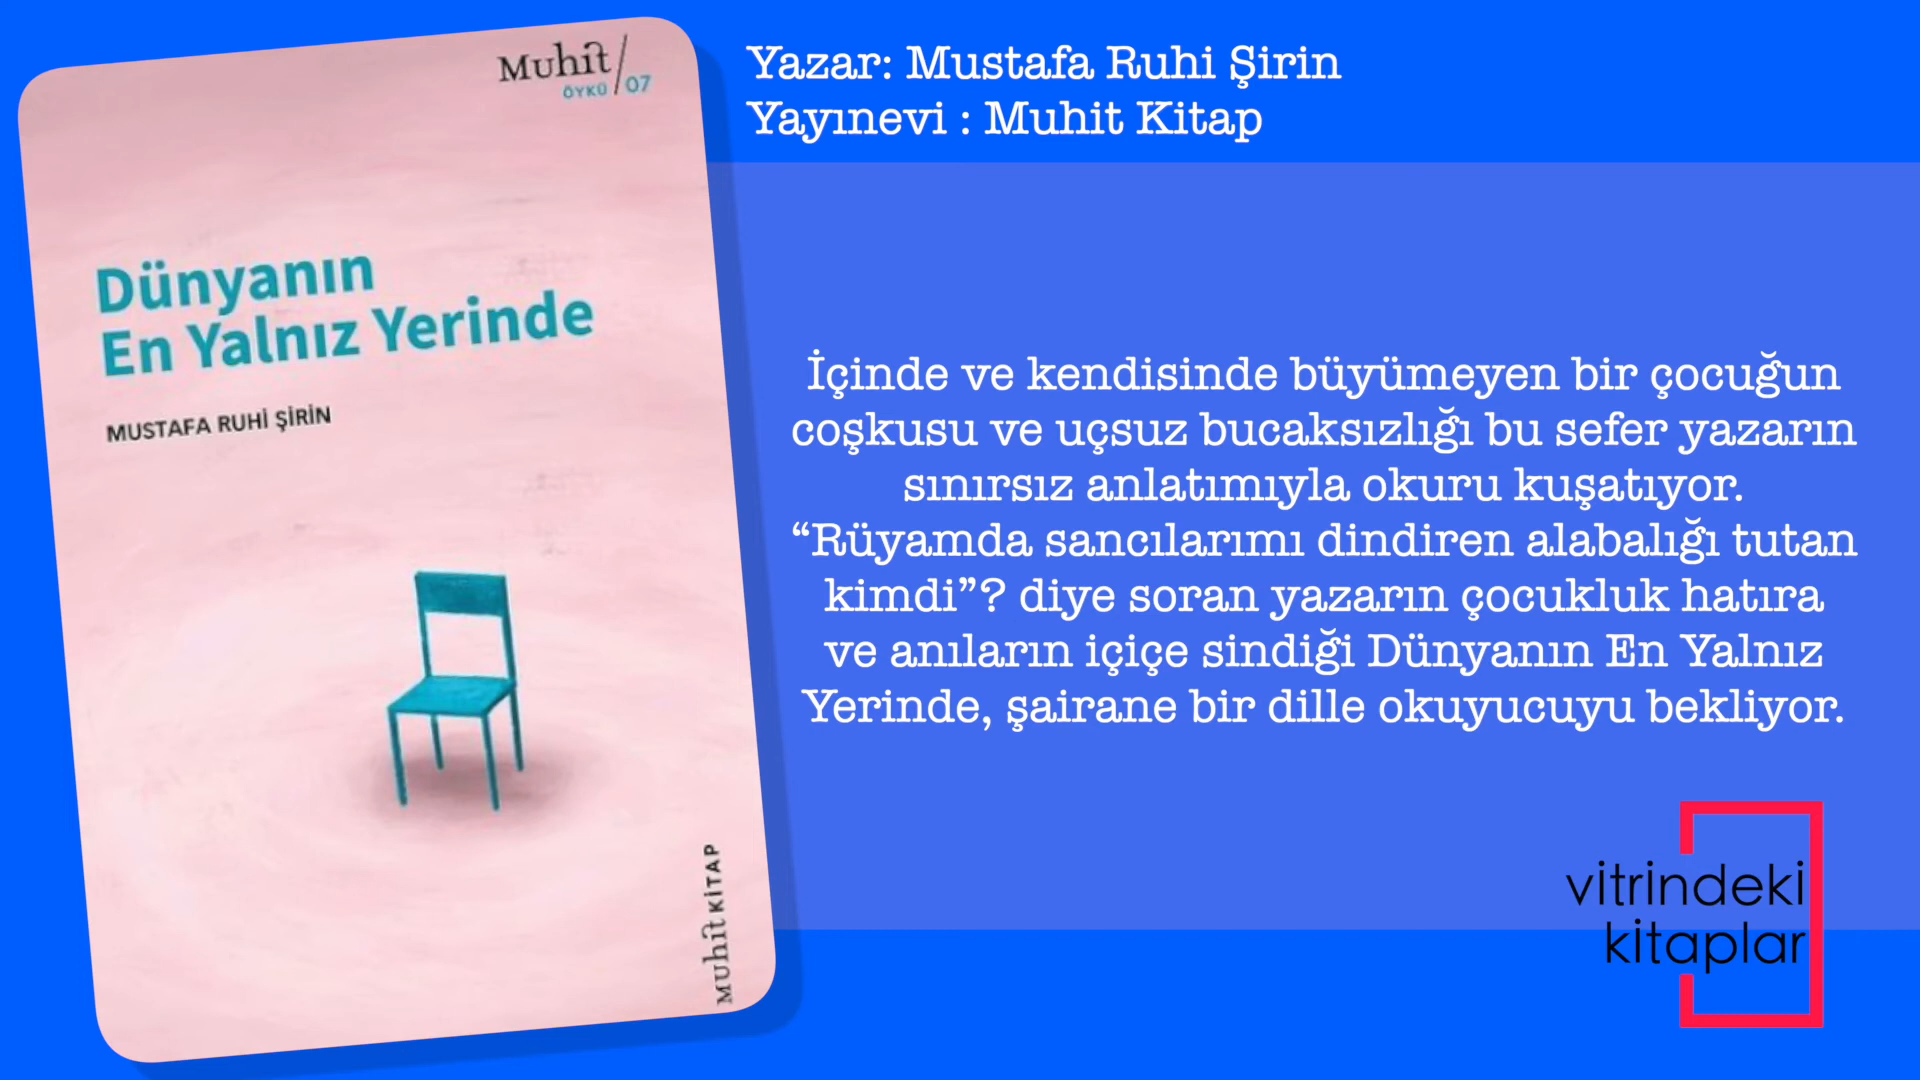 Muhît/
ÖYKÜ 07
Dünyanın
En Yalnız Yerinde
MUSTAFA RUHİ ŞİRİN
Muhît KİTAP
Yazar: Mustafa Ruhi Şirin
Yayınevi : Muhit Kitap
İçinde ve kendisinde büyümeyen bir çocuğun
coşkusu ve uçsuz bucaksızlığı bu sefer yazarın
sınırsız anlatımıyla okuru kuşatıyor.
“Rüyamda sancılarımı dindiren alabalığı tutan
kimdi”? diye soran yazarın çocukluk hatıra
ve anıların içiçe sindiği Dünyanın En Yalnız
Yerinde, şairane bir dille okuyucuyu bekliyor.
vitrindeki
kitaplar